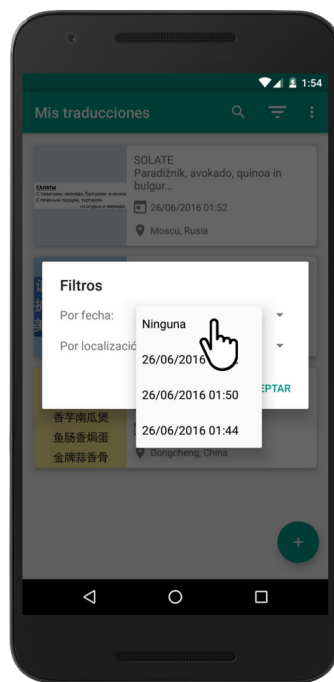 1:54
Mis traducciones
SOLATE
Paradižnik, avokado, quinoa in
bulgur...
САЛАТЫ
26/06/2016 01:52
Moscú, Rusia
Filtros
Por fecha:
Ninguna
Por localizació
26/06/2016
26/06/2016 01:50
EPTAR
26/06/2016 01:44
香芋南瓜煲
鱼肠香焗蛋
金牌蒜香骨
Dongcheng, China